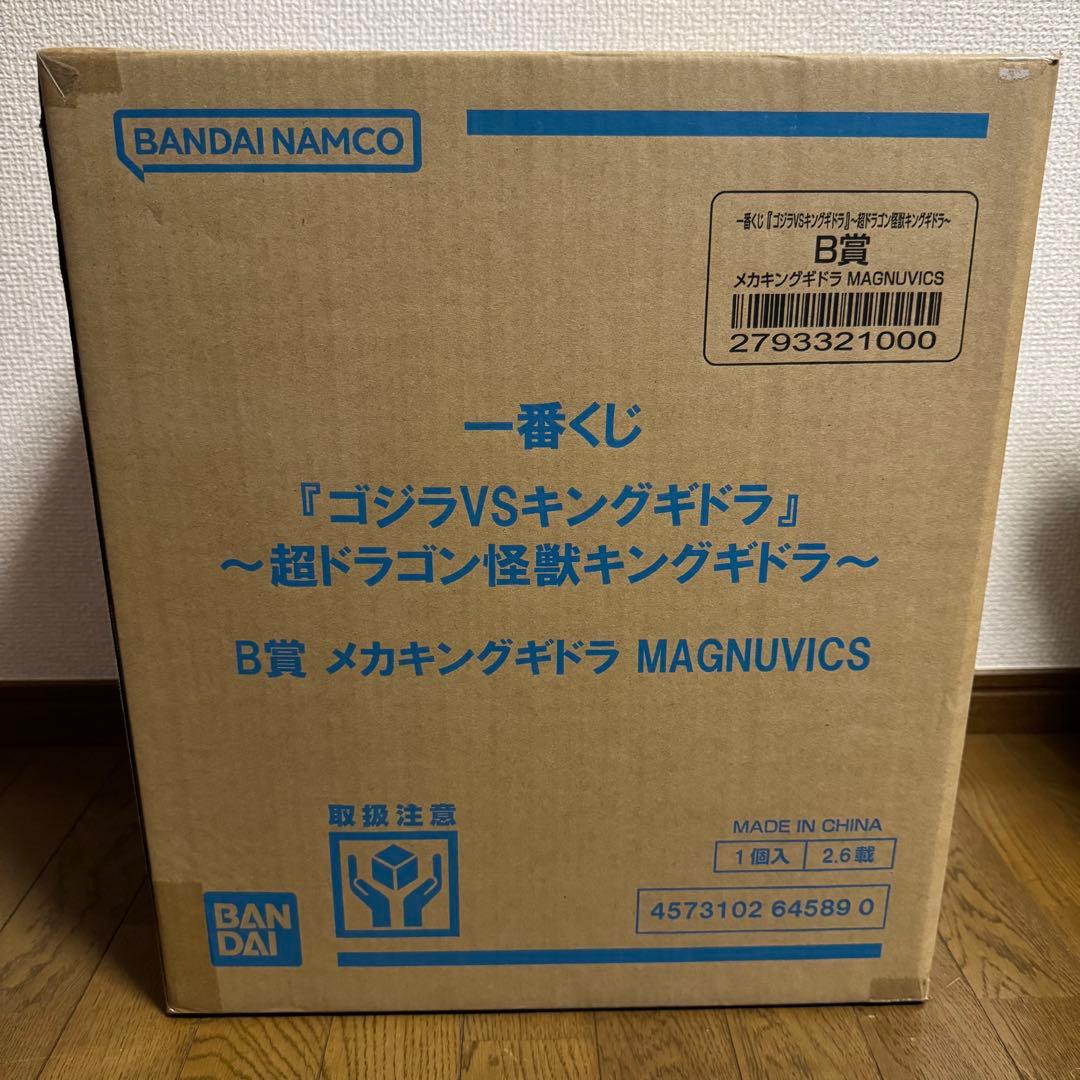 BANDAI NAMCO
一番くじ『ゴジラVSキングギドラ』～超ドラゴン怪獣キングギドラ～
B賞
メカキングギドラ MAGNUVICS
2793321000
一番くじ
『ゴジラVSキングギドラ』
～超ドラゴン怪獣キングギドラ～
B賞 メカキングギドラ MAGNUVICS
取扱注意
MADE IN CHINA
1個入 2.6載
4573102 64589 0
BAN
DAI